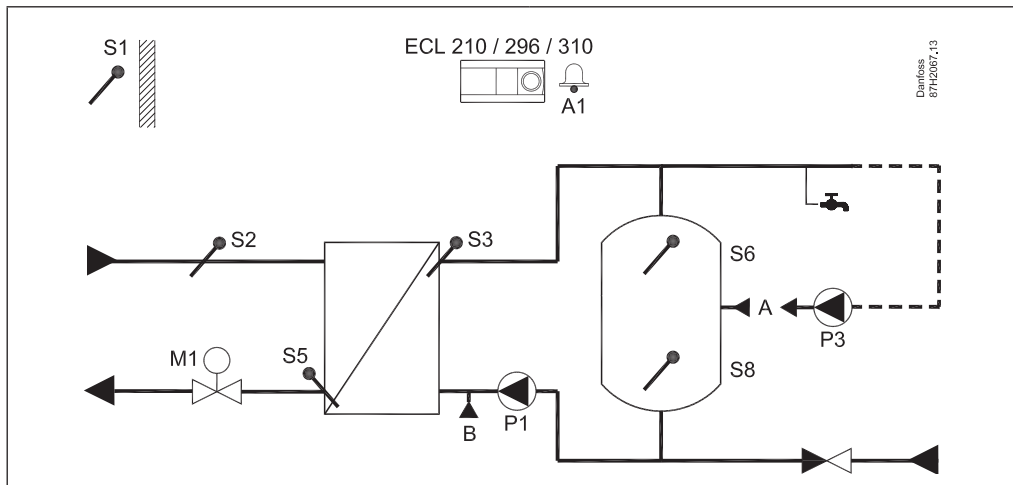 S1
ECL 210 / 296 / 310
A1
Danfoss
87H2067.13
S2
S3
S6
A
P3
M1
S5
S8
B
P1